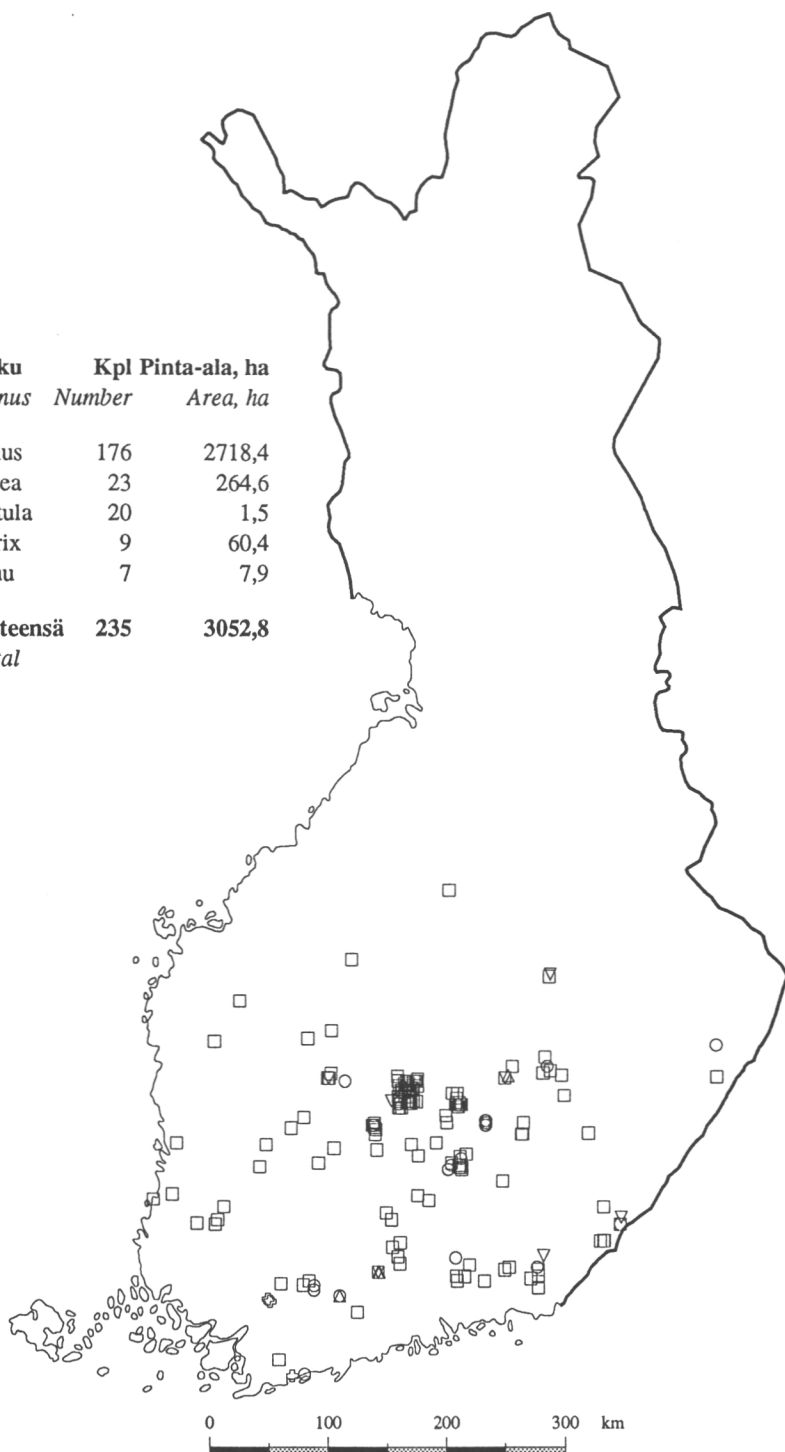 ku Kpl Pinta-ala, ha
nus Number Area, ha
us 176 2718,4
ea 23 264,6
tula 20 1,5
rix 9 60,4
u 7 7,9
teensä 235 3052,8
tal
0 100 200 300 km